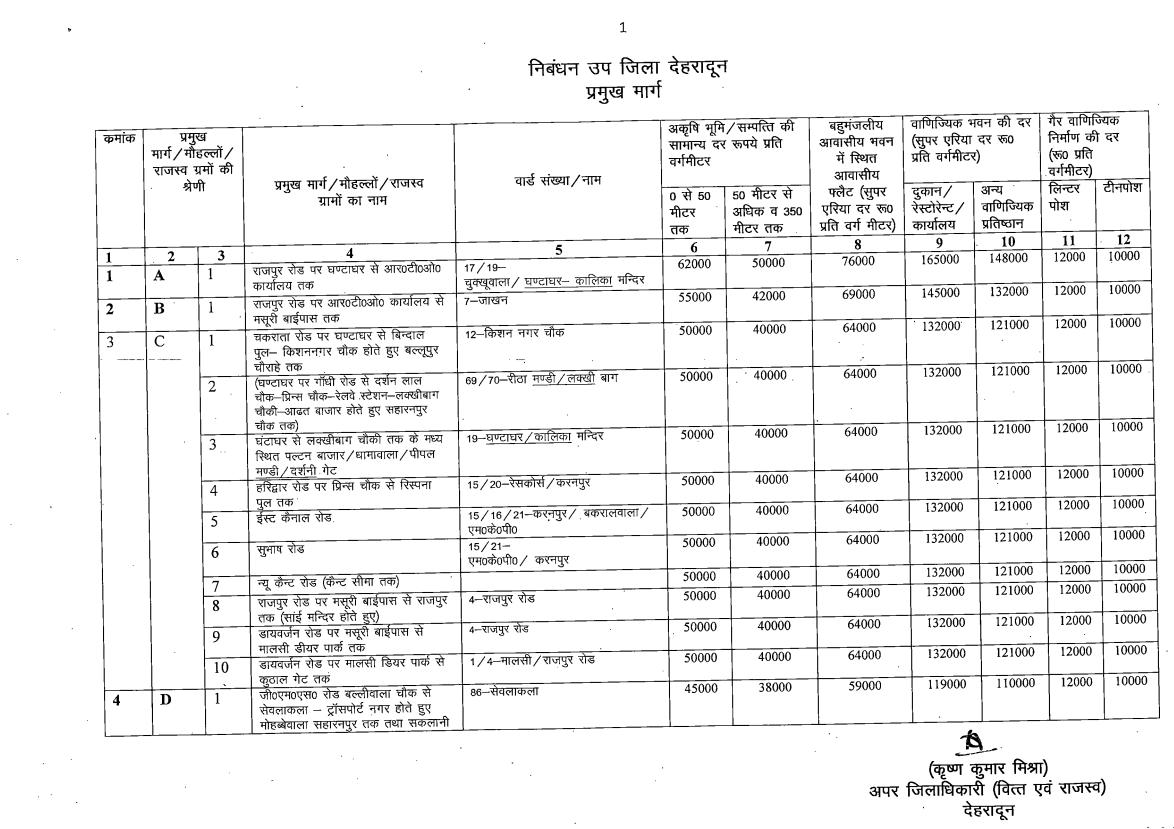 1
निबंधन उप जिला देहरादून
प्रमुख मार्ग
कमांक
प्रमुख
मार्ग/मौहल्लों/
राजस्व ग्रमों की
श्रेणी
प्रमुख मार्ग/मौहल्लों/राजस्व
ग्रामों का नाम
वार्ड संख्या/नाम
अकृषि भूमि/सम्पत्ति की
सामान्य दर रूपये प्रति
वर्गमीटर
0 से 50
मीटर
तक
50 मीटर से
अधिक व 350
मीटर तक
बहुमंजलीय
आवासीय भवन
में स्थित
आवासीय
फ्लैट (सुपर
एरिया दर रू0
प्रति वर्ग मीटर)
वाणिज्यिक भवन की दर
(सुपर एरिया दर रू0
प्रति वर्गमीटर)
दुकान/
रेस्टोरेन्ट/
कार्यालय
अन्य
वाणिज्यिक
प्रतिष्ठान
गैर वाणिज्यिक
निर्माण की दर
(रू0 प्रति
वर्गमीटर)
लिन्टर
पोश
टीनपोश
1 2 3 4 5 6 7 8 9 10 11 12
1 A 1 राजपुर रोड पर घण्टाघर से आर0टी0ओ0 17/19– 62000 50000 76000 165000 148000 12000 10000
कार्यालय तक चुक्खूवाला/ घण्टाघर– कालिका मन्दिर
2 B 1 राजपुर रोड पर आर0टी0ओ0 कार्यालय से 7–जाखन 55000 42000 69000 145000 132000 12000 10000
मसूरी बाईपास तक
3 C 1 चकराता रोड पर घण्टाघर से बिन्दाल 12–किशन नगर चौक 50000 40000 64000 132000 121000 12000 10000
पुल– किशननगर चौक होते हुए बल्लूपुर
चौराहे तक
2 (घण्टाघर पर गाँधी रोड से दर्शन लाल 69/70–रीठा मण्डी/लक्खी बाग 50000 40000 64000 132000 121000 12000 10000
चौक–प्रिन्स चौक–रेलवे स्टेशन–लक्खीबाग
चौकी–आढत बाजार होते हुए सहारनपुर
चौक तक)
3 घंटाघर से लक्खीबाग चौकी तक के मध्य 19–घण्टाघर/कालिका मन्दिर 50000 40000 64000 132000 121000 12000 10000
स्थित पल्टन बाजार/धामावाला/पीपल
मण्डी/दर्शनी गेट
4 हरिद्वार रोड पर प्रिन्स चौक से रिस्पना 15/20–रेसकोर्स/करनपुर 50000 40000 64000 132000 121000 12000 10000
पुल तक
5 ईस्ट कैनाल रोड 15/16/21–करनपुर/ बकरालवाला/ 50000 40000 64000 132000 121000 12000 10000
एम0के0पी0
6 सुभाष रोड 15/21– 50000 40000 64000 132000 121000 12000 10000
एम0के0पी0/ करनपुर
7 न्यू कैन्ट रोड (कैन्ट सीमा तक) 50000 40000 64000 132000 121000 12000 10000
8 राजपुर रोड पर मसूरी बाईपास से राजपुर 4–राजपुर रोड 50000 40000 64000 132000 121000 12000 10000
तक (सांई मन्दिर होते हुए)
9 डायवर्जन रोड पर मसूरी बाईपास से 4–राजपुर रोड 50000 40000 64000 132000 121000 12000 10000
मालसी डीयर पार्क तक
10 डायवर्जन रोड पर मालसी डियर पार्क से 1/4–मालसी/राजपुर रोड 50000 40000 64000 132000 121000 12000 10000
कुठाल गेट तक
4 D 1 जी0एम0एस0 रोड बल्लीवाला चौक से 86–सेवलाकला 45000 38000 59000 119000 110000 12000 10000
सेवलाकला – ट्रॉसपोर्ट नगर होते हुए
मोहब्बेवाला सहारनपुर तक तथा सकलानी
(कृष्ण कुमार मिश्रा)
अपर जिलाधिकारी (वित्त एवं राजस्व)
देहरादून